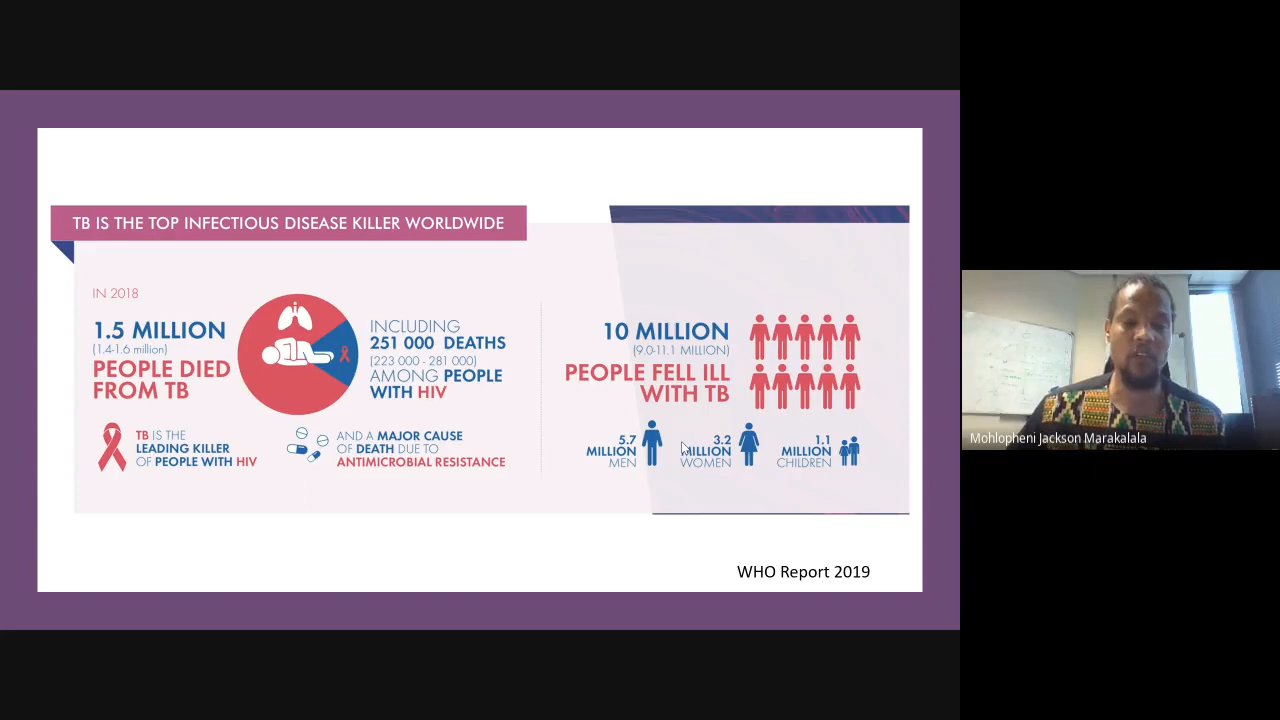 TB IS THE TOP INFECTIOUS DISEASE KILLER WORLDWIDE
IN 2018
1.5 MILLION
(1.4-1.6 million)
PEOPLE DIED
FROM TB
INCLUDING
251 000 DEATHS
(223 000 - 281 000)
AMONG PEOPLE
WITH HIV
TB IS THE
LEADING KILLER
OF PEOPLE WITH HIV
AND A MAJOR CAUSE
OF DEATH DUE TO
ANTIMICROBIAL RESISTANCE
10 MILLION
(9.0-11.1 MILLION)
PEOPLE FELL ILL
WITH TB
5.7
MILLION
MEN
3.2
MILLION
WOMEN
1.1
MILLION
CHILDREN
WHO Report 2019
Mohlopheni Jackson Marakalala